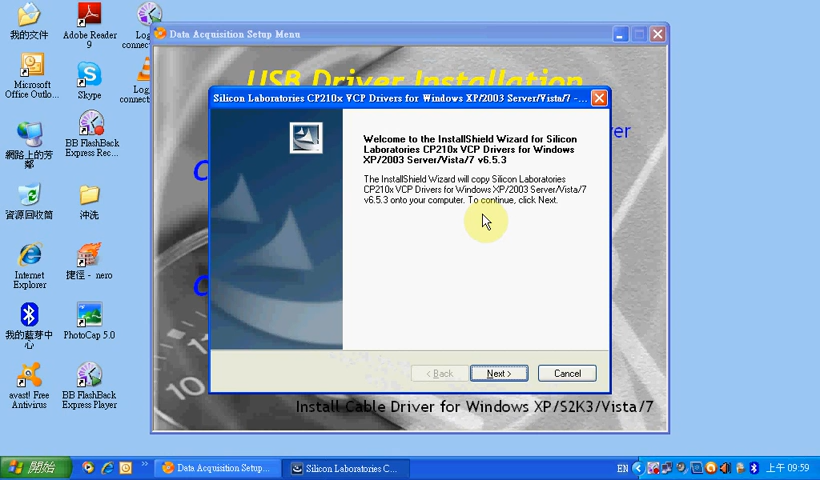 我的文件
Adobe Reader
9
Microsoft
Office Outlo...
Skype
網路上的芳
鄰
BB FlashBack
Express Rec...
資源回收筒
沖洗
Internet
Explorer
捷徑 - nero
我的藍芽中
心
PhotoCap 5.0
avast! Free
Antivirus
BB FlashBack
Express Player
Data Acquisition Setup Menu
USB Driver Installation
Silicon Laboratories CP210x VCP Drivers for Windows XP/2003 Server/Vista/7 -...
Welcome to the InstallShield Wizard for Silicon
Laboratories CP210x VCP Drivers for Windows
XP/2003 Server/Vista/7 v6.5.3
The InstallShield Wizard will copy Silicon Laboratories
CP210x VCP Drivers for Windows XP/2003 Server/Vista/7
v6.5.3 onto your computer. To continue, click Next.
< Back
Next >
Cancel
10
Install Cable Driver for Windows XP/S2K3/Vista/7
開始
Data Acquisition Setup...
Silicon Laboratories C...
EN
上午 09:59